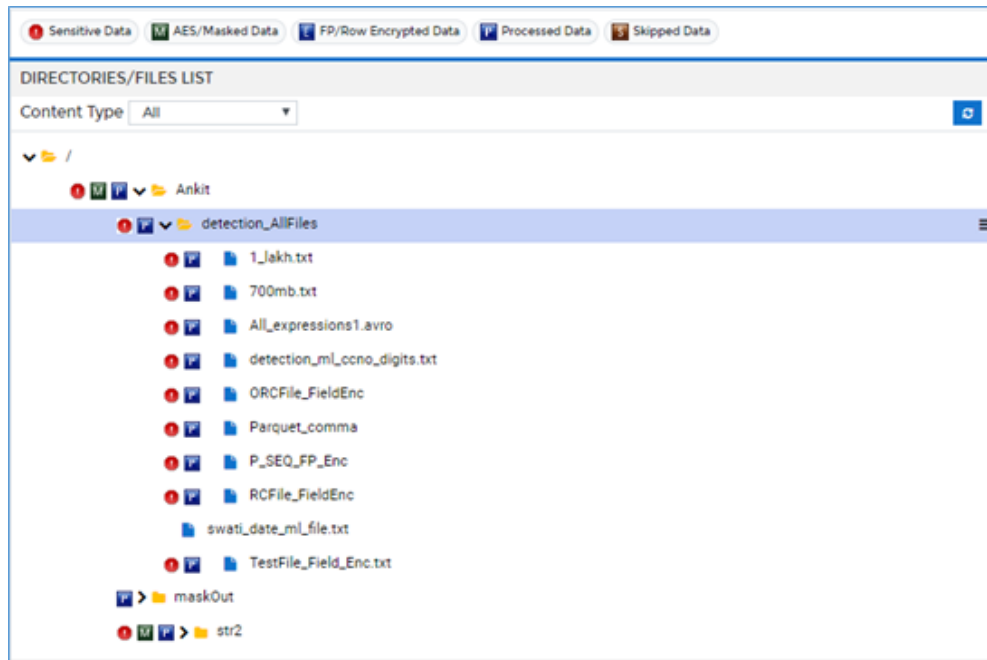 Sensitive Data M AES/Masked Data E FP/Row Encrypted Data P Processed Data S Skipped Data
DIRECTORIES/FILES LIST
Content Type All
/
M P Ankit
P detection_AllFiles
P 1_lakh.txt
P 700mb.txt
P All_expressions1.avro
P detection_ml_ccno_digits.txt
P ORCFile_FieldEnc
P Parquet_comma
P P_SEQ_FP_Enc
P RCFile_FieldEnc
swati_date_ml_file.txt
P TestFile_Field_Enc.txt
P maskOut
M P str2